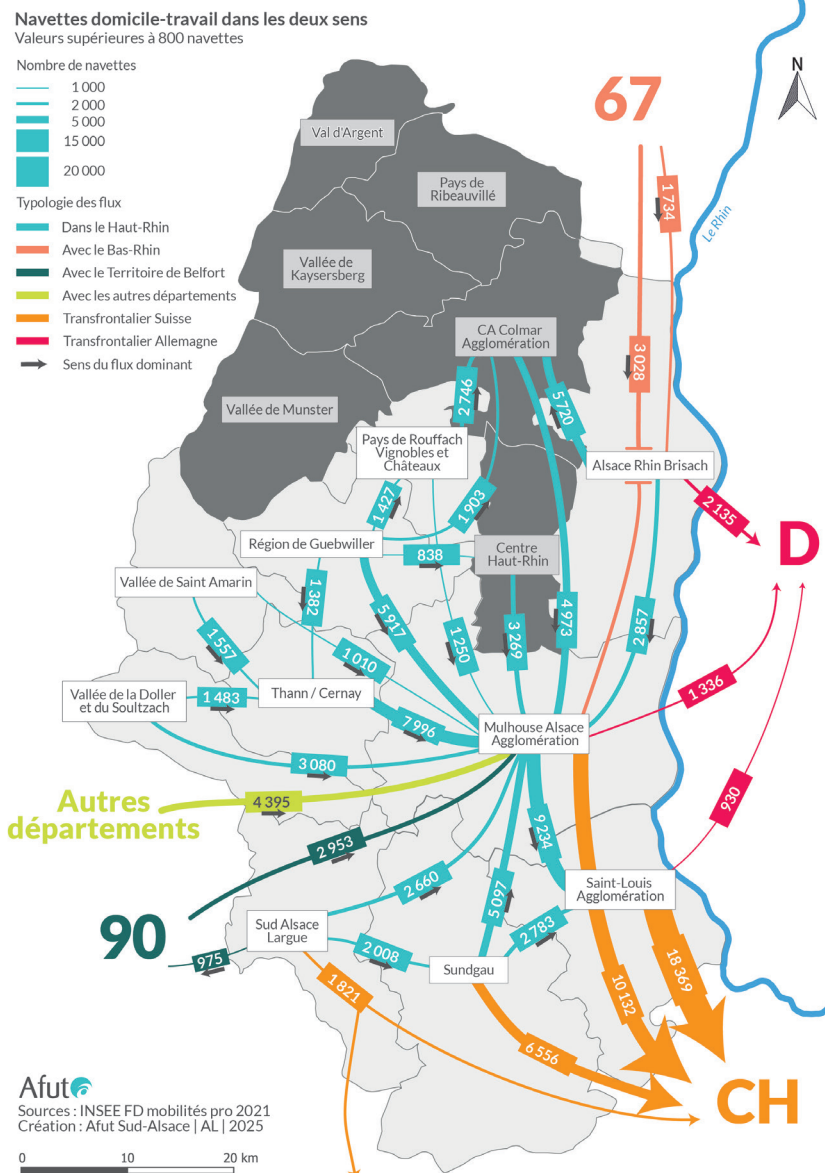 Navettes domicile-travail dans les deux sens
Valeurs supérieures à 800 navettes
Nombre de navettes
1 000
2 000
5 000
15 000
20 000
Typologie des flux
Dans le Haut-Rhin
Avec le Bas-Rhin
Avec le Territoire de Belfort
Avec les autres départements
Transfrontalier Suisse
Transfrontalier Allemagne
Sens du flux dominant
N
67
Val d'Argent
Pays de
Ribeauvillé
1 734
Le Rhin
Vallée de
Kaysersberg
CA Colmar
Agglomération
3 028
2 746
5 720
Vallée de Munster
Pays de Rouffach
Vignobles et
Châteaux
Alsace Rhin Brisach
1 427
1 903
2 135
D
Région de Guebwiller
838
Centre
Haut-Rhin
Vallée de Saint Amarin
1 382
5 917
1 250
3 269
4 973
2 857
1 557
1 010
1 336
Vallée de la Doller
et du Soultzach
1 483
Thann / Cernay
7 996
Mulhouse Alsace
Agglomération
3 080
Autres
départements
4 395
930
2 953
9 234
2 660
5 097
Saint-Louis
Agglomération
90
Sud Alsace
Largue
2 783
975
2 008
Sundgau
18 369
1 821
10 132
6 556
CH
Afut
Sources : INSEE FD mobilités pro 2021
Création : Afut Sud-Alsace | AL | 2025
0 10 20 km